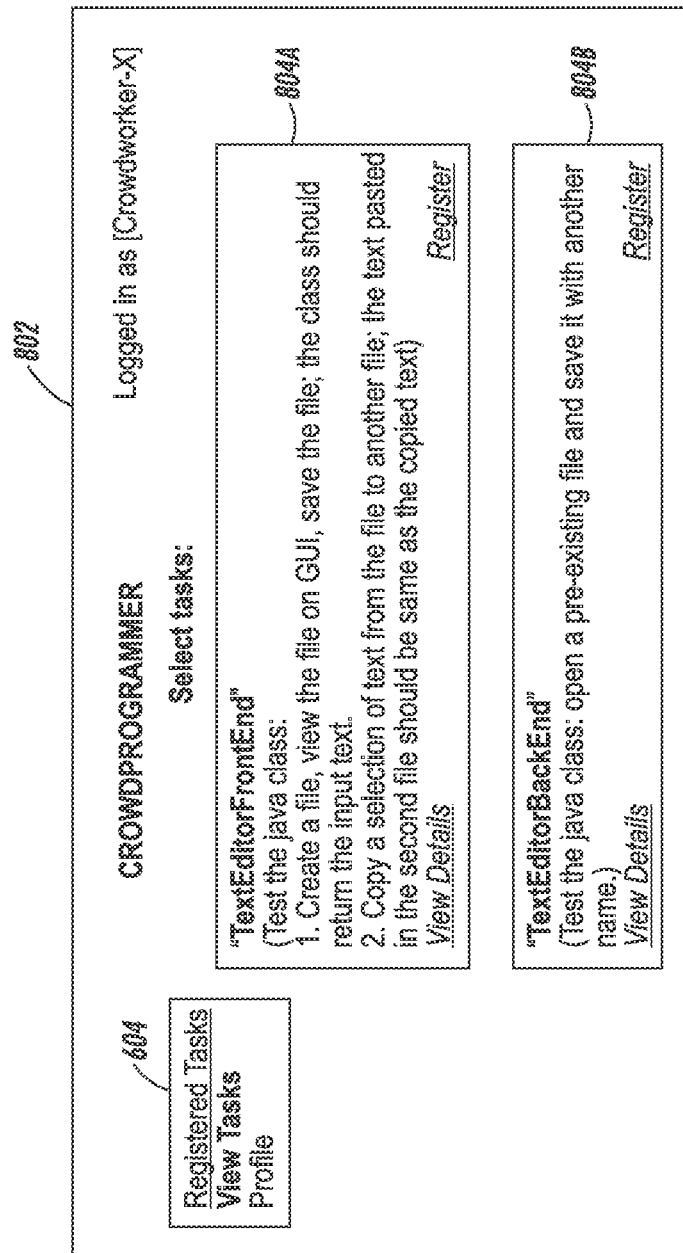 802
CROWDPROGRAMMER
Logged in as [Crowdworker-X]
604
Registered Tasks
View Tasks
Profile
Select tasks:
804A
"TextEditorFrontEnd"
(Test the java class:
1. Create a file, view the file on GUI, save the file; the class should
return the input text.
2. Copy a selection of text from the file to another file; the text pasted
in the second file should be same as the copied text)
View Details Register
804B
"TextEditorBackEnd"
(Test the java class: open a pre-existing file and save it with another
name.)
View Details Register